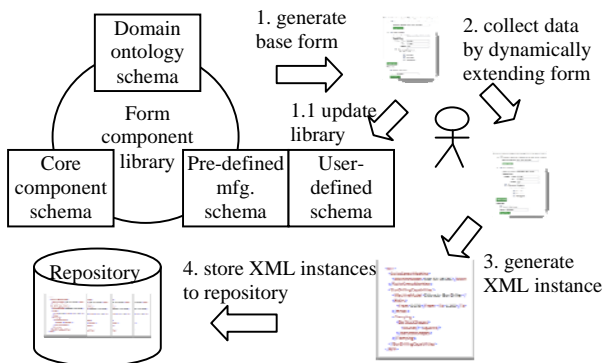 Domain
ontology
schema
1. generate
base form
2. collect data
by dynamically
extending form
Form
component
library
1.1 update
library
Core
component
schema
Pre-defined
mfg.
schema
User-
defined
schema
3. generate
XML instance
Repository
4. store XML instances
to repository